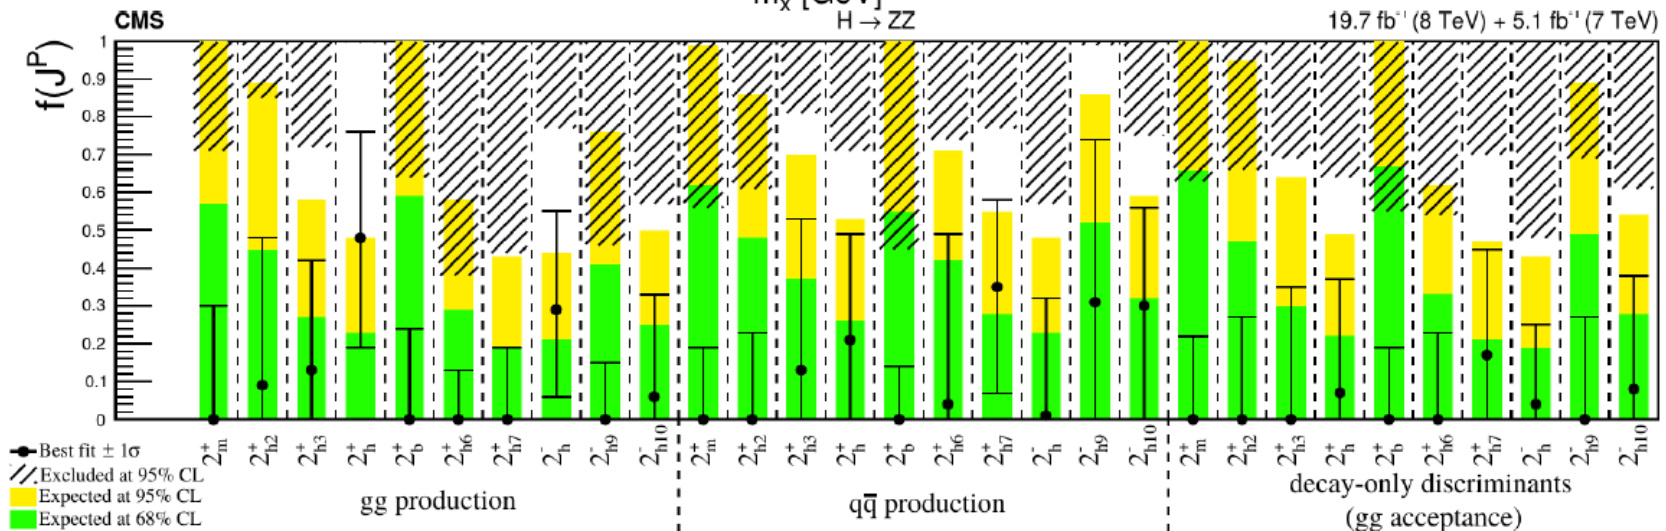 m_X [GeV]
CMS H → ZZ 19.7 fb⁻¹ (8 TeV) + 5.1 fb⁻¹ (7 TeV)
f(J^P)
1
0.9
0.8
0.7
0.6
0.5
0.4
0.3
0.2
0.1
0
2⁺m 2⁺h2 2⁺h3 2⁺h 2⁺b 2⁺h6 2⁺h7 2⁻h 2⁻h9 2⁻h10 2⁺m 2⁺h2 2⁺h3 2⁺h 2⁺b 2⁺h6 2⁺h7 2⁻h 2⁻h9 2⁻h10 2⁺m 2⁺h2 2⁺h3 2⁺h 2⁺b 2⁺h6 2⁺h7 2⁻h 2⁻h9 2⁻h10
Best fit ± 1σ
Excluded at 95% CL
Expected at 95% CL
Expected at 68% CL
gg production
qq̅ production
decay-only discriminants
(gg acceptance)